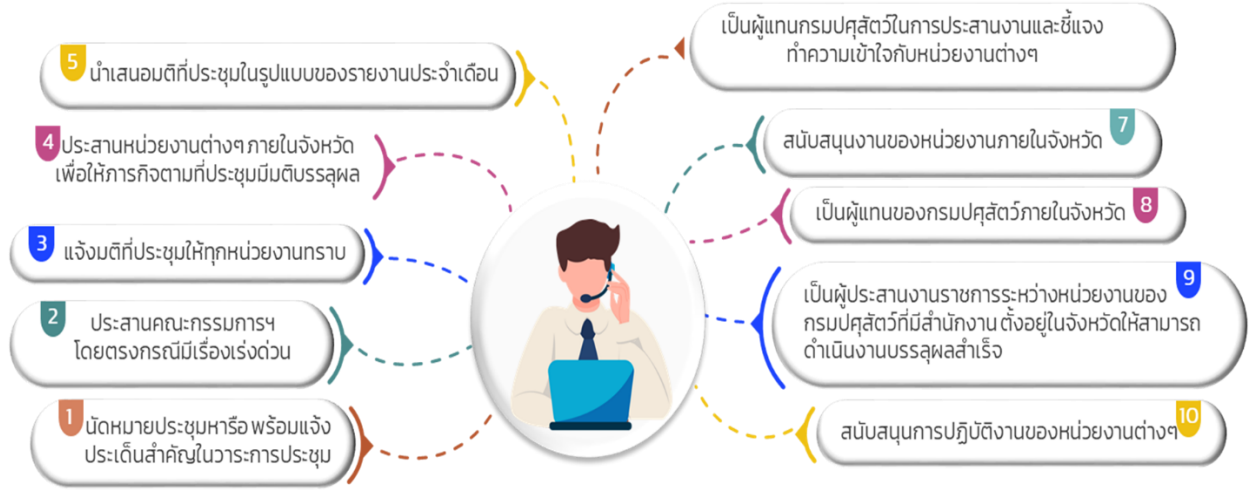 5
นำเสนอมติที่ประชุมในรูปแบบของรายงานประจำเดือน
4
ประสานหน่วยงานต่างๆ ภายในจังหวัด
เพื่อให้ภารกิจตามที่ประชุมมีมติบรรลุผล
3
แจ้งมติที่ประชุมให้ทุกหน่วยงานทราบ
2
ประสานคณะกรรมการฯ
โดยตรงกรณีมีเรื่องเร่งด่วน
1
นัดหมายประชุมหารือ พร้อมแจ้ง
ประเด็นสำคัญในวาระการประชุม
เป็นผู้แทนกรมปศุสัตว์ในการประสานงานและชี้แจง
ทำความเข้าใจกับหน่วยงานต่างๆ
7
สนับสนุนงานของหน่วยงานภายในจังหวัด
8
เป็นผู้แทนของกรมปศุสัตว์ภายในจังหวัด
9
เป็นผู้ประสานงานราชการระหว่างหน่วยงานของ
กรมปศุสัตว์ที่มีสำนักงาน ตั้งอยู่ในจังหวัดให้สามารถ
ดำเนินงานบรรลุผลสำเร็จ
10
สนับสนุนการปฏิบัติงานของหน่วยงานต่างๆ